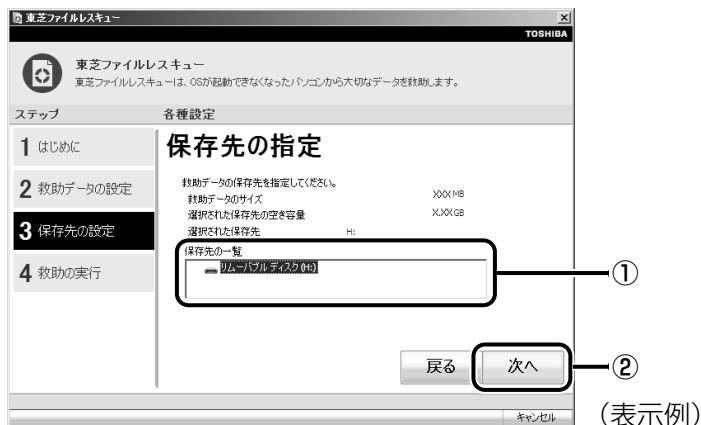 東芝ファイルレスキュー
TOSHIBA
東芝ファイルレスキュー
東芝ファイルレスキューは、OSが起動できなくなったパソコンから大切なデータを救助します。
ステップ
各種設定
1 はじめに
2 救助データの設定
3 保存先の設定
4 救助の実行
保存先の指定
救助データの保存先を指定してください。
救助データのサイズ XXXX MB
選択された保存先の空き容量 X.XX GB
選択された保存先 H:
保存先の一覧
リムーバブル ディスク (H:)
①
戻る
次へ
②
キャンセル
（表示例）